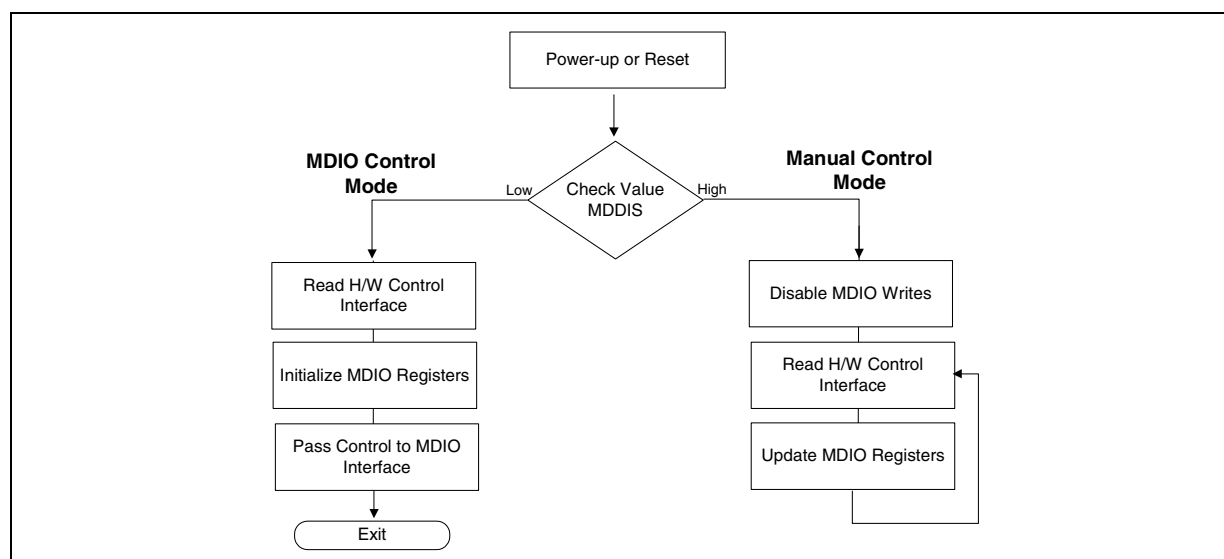 Power-up or Reset
MDIO Control
Mode
Manual Control
Mode
Low
Check Value
MDDIS
High
Read H/W Control
Interface
Initialize MDIO Registers
Pass Control to MDIO
Interface
Exit
Disable MDIO Writes
Read H/W Control
Interface
Update MDIO Registers